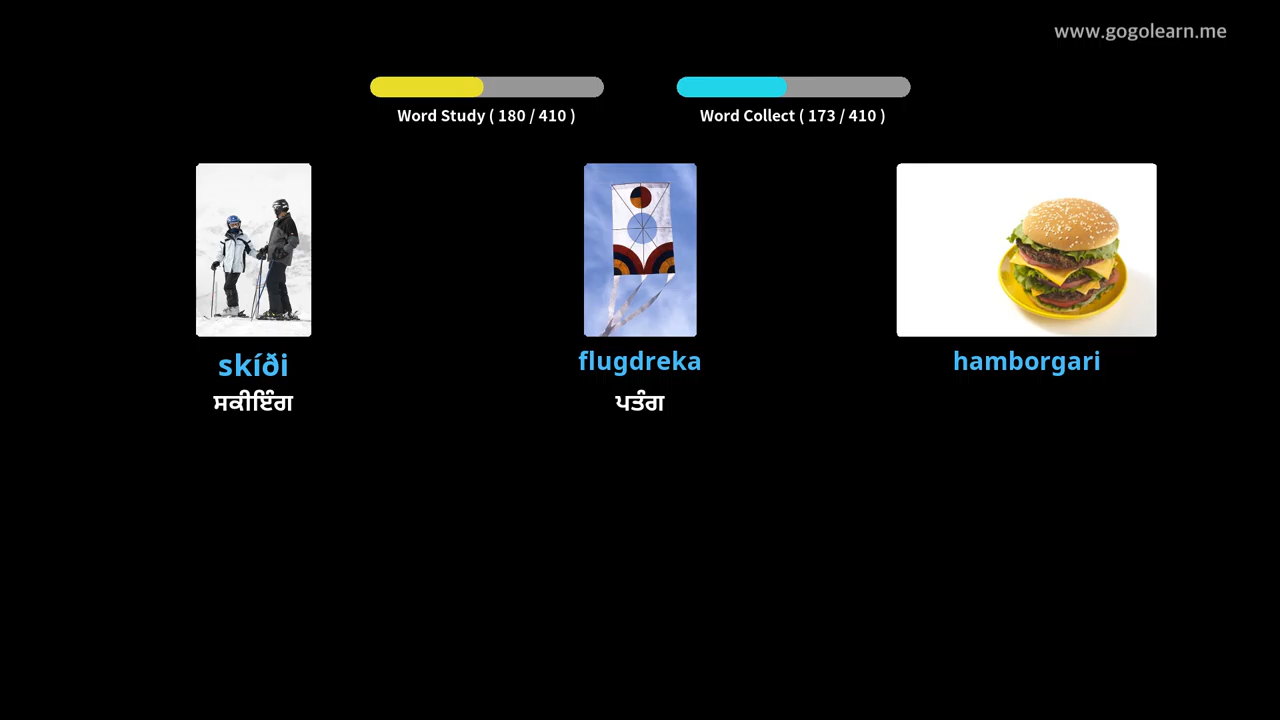 www.gogolearn.me
Word Study ( 180 / 410 )
Word Collect ( 173 / 410 )
skíði
flugdreka
hamborgari
ਸਕੀਇੰਗ
ਪਤੰਗ